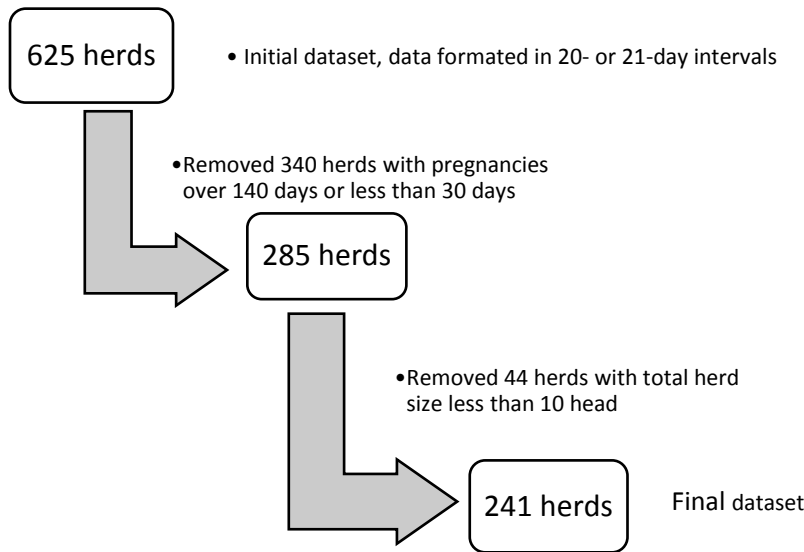 625 herds
• Initial dataset, data formated in 20- or 21-day intervals
•Removed 340 herds with pregnancies
over 140 days or less than 30 days
285 herds
•Removed 44 herds with total herd
size less than 10 head
241 herds
Final dataset